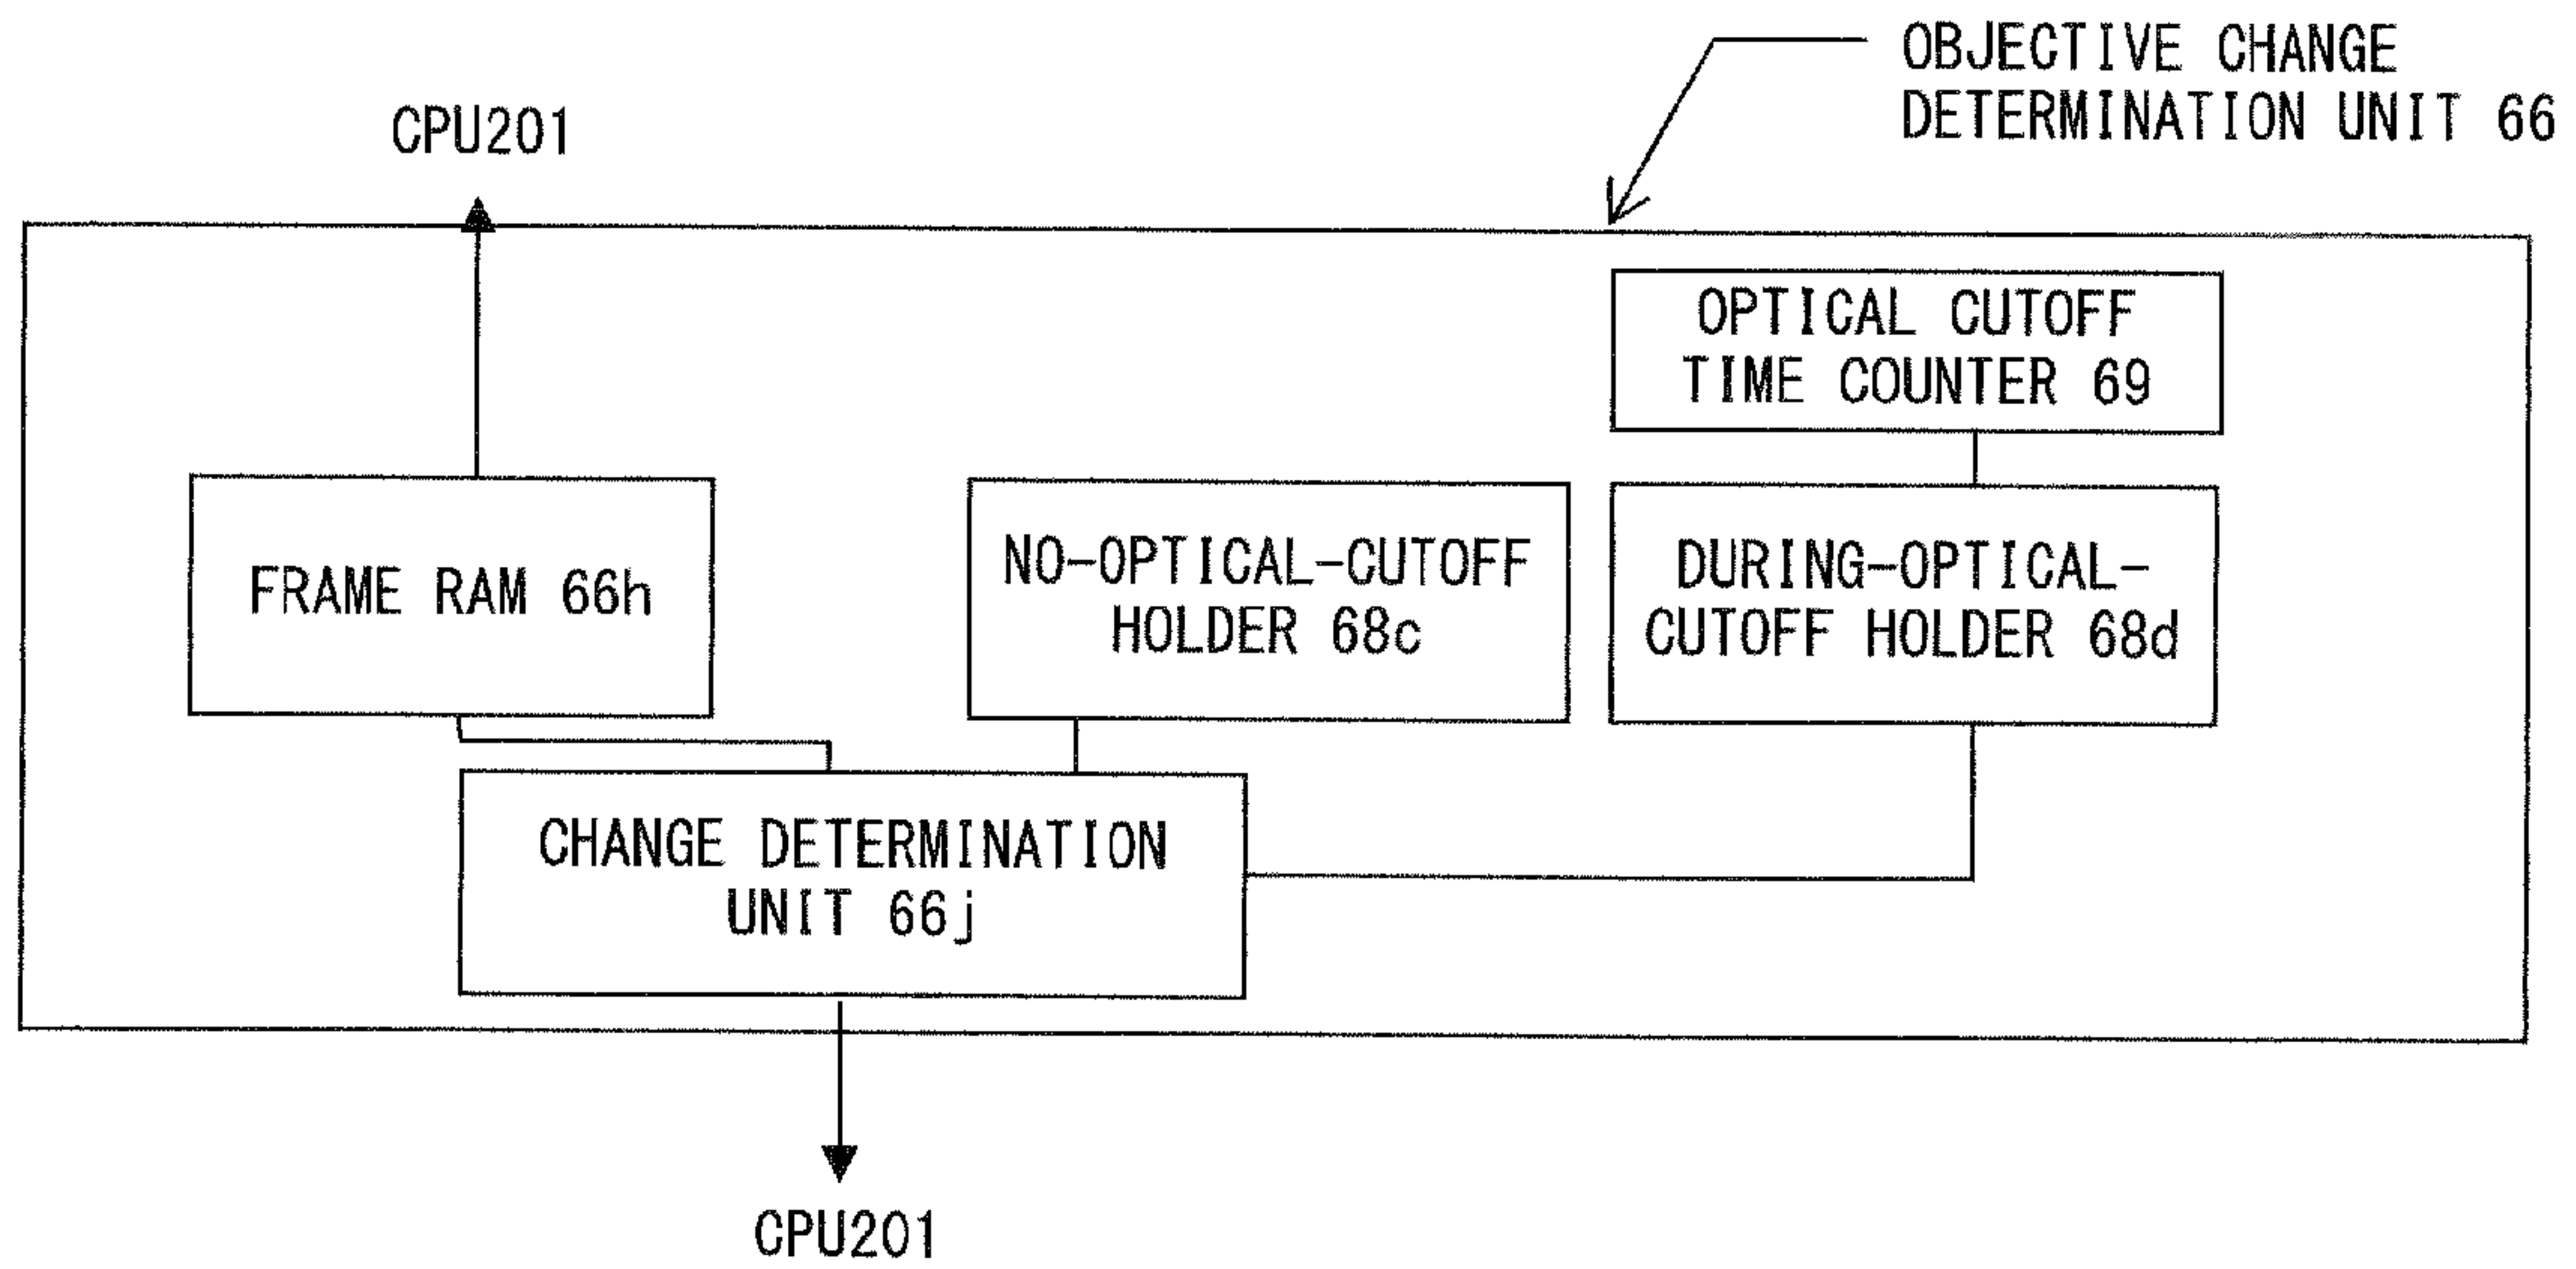 OBJECTIVE CHANGE
DETERMINATION UNIT 66
CPU201
OPTICAL CUTOFF
TIME COUNTER 69
FRAME RAM 66h
NO-OPTICAL-CUTOFF
HOLDER 68c
DURING-OPTICAL-
CUTOFF HOLDER 68d
CHANGE DETERMINATION
UNIT 66j
CPU201